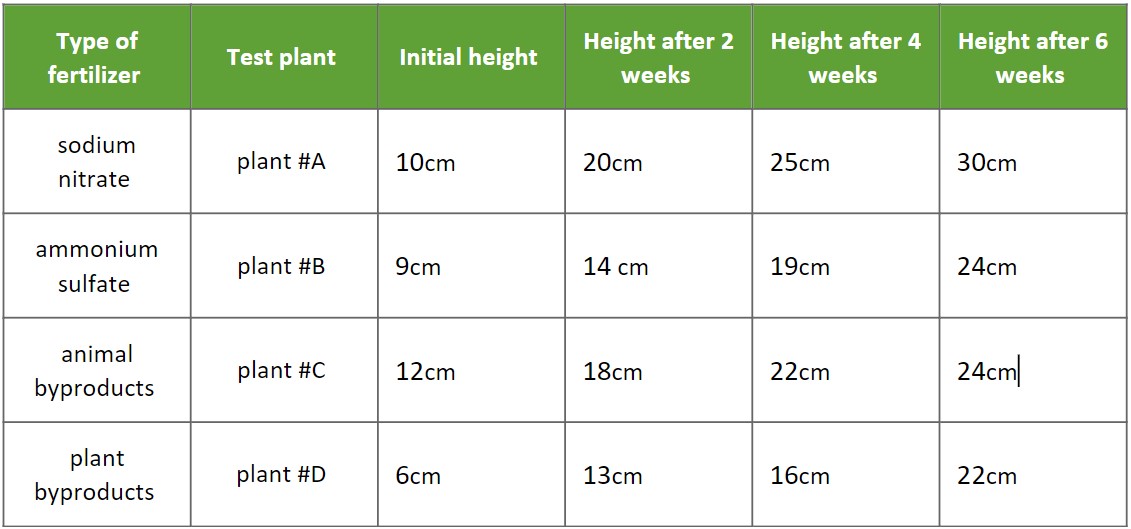 Type of
fertilizer
Test plant
Initial height
Height after 2
weeks
Height after 4
weeks
Height after 6
weeks
sodium
nitrate
plant #A
10cm
20cm
25cm
30cm
ammonium
sulfate
plant #B
9cm
14 cm
19cm
24cm
animal
byproducts
plant #C
12cm
18cm
22cm
24cm
plant
byproducts
plant #D
6cm
13cm
16cm
22cm